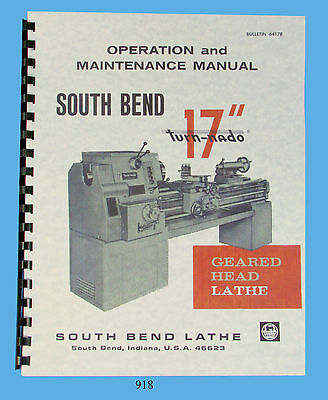 BULLETIN 6417B
OPERATION and
MAINTENANCE MANUAL
SOUTH BEND
17"
turn-nado
GEARED
HEAD
LATHE
SOUTH BEND LATHE
South Bend, Indiana, U.S.A. 46623
918